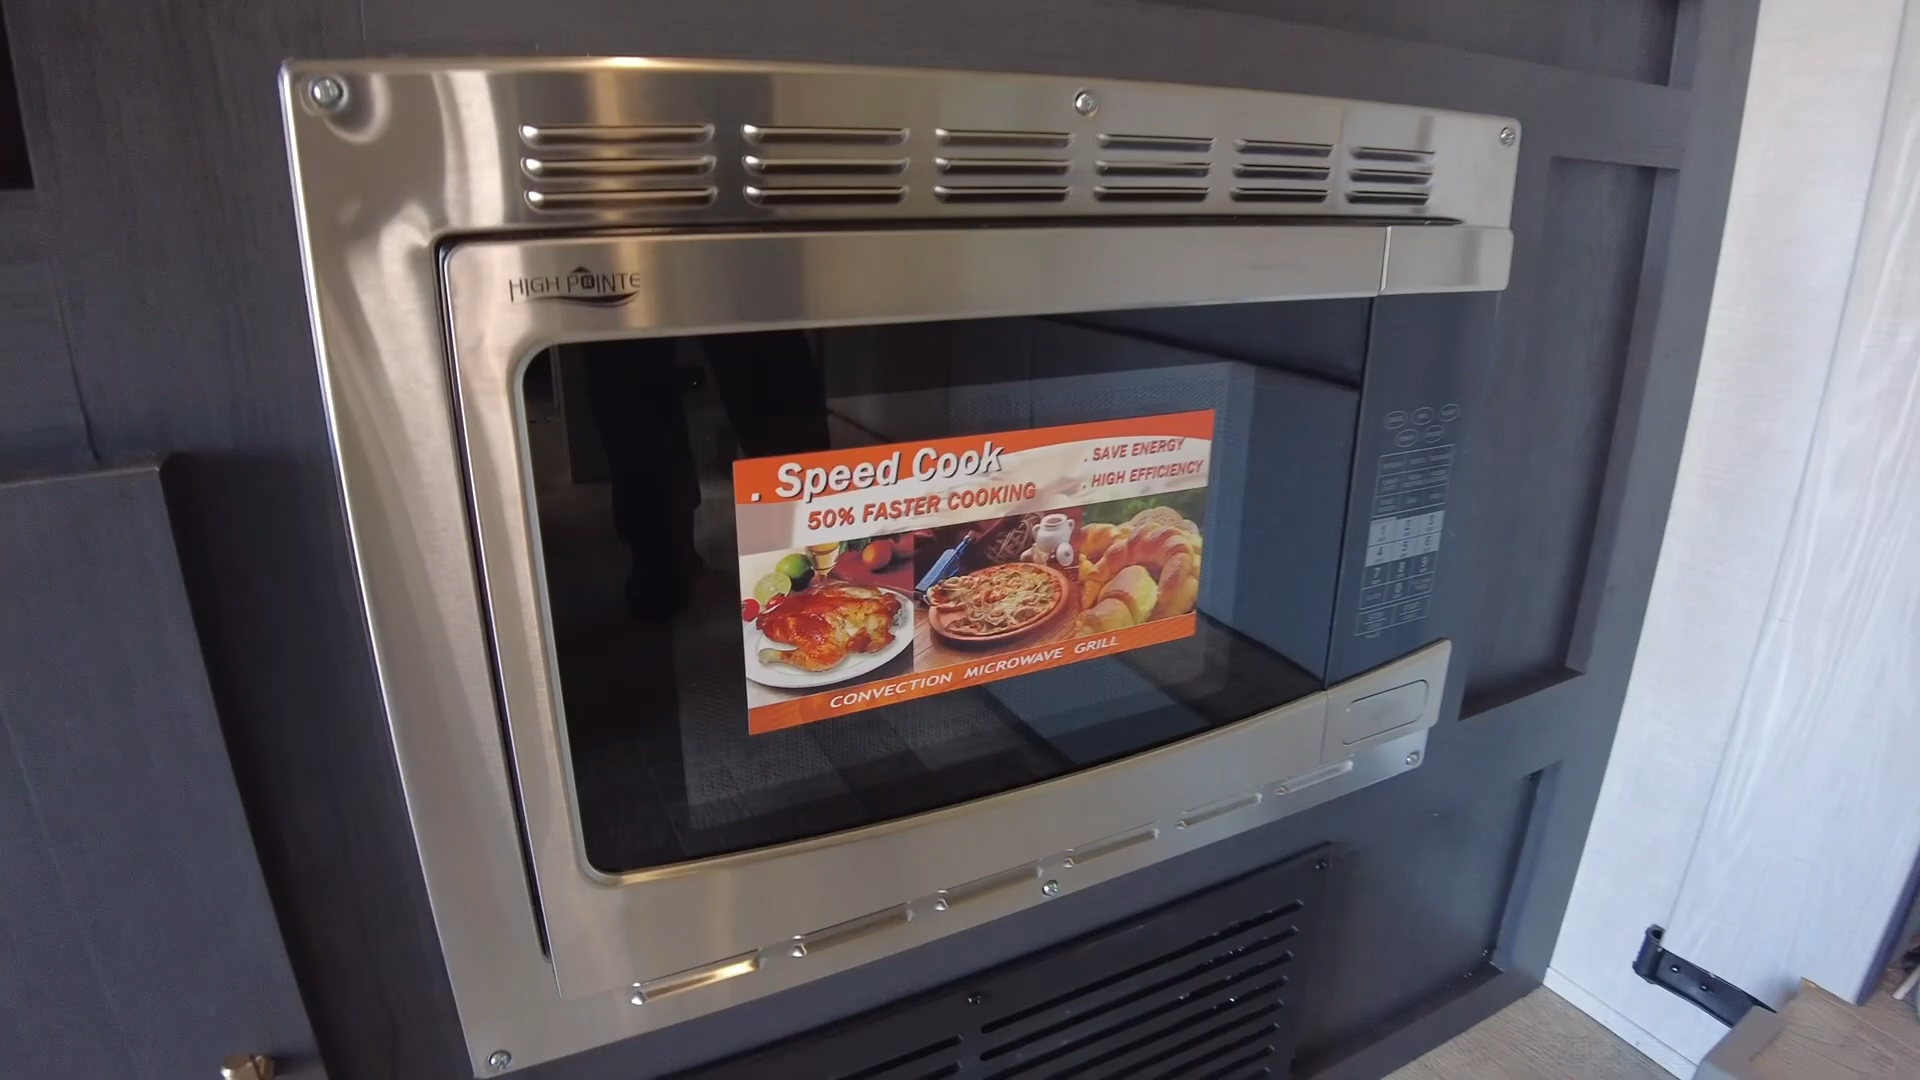 HIGH POINTE
. Speed Cook
50% FASTER COOKING
. SAVE ENERGY
. HIGH EFFICIENCY
CONVECTION MICROWAVE GRILL